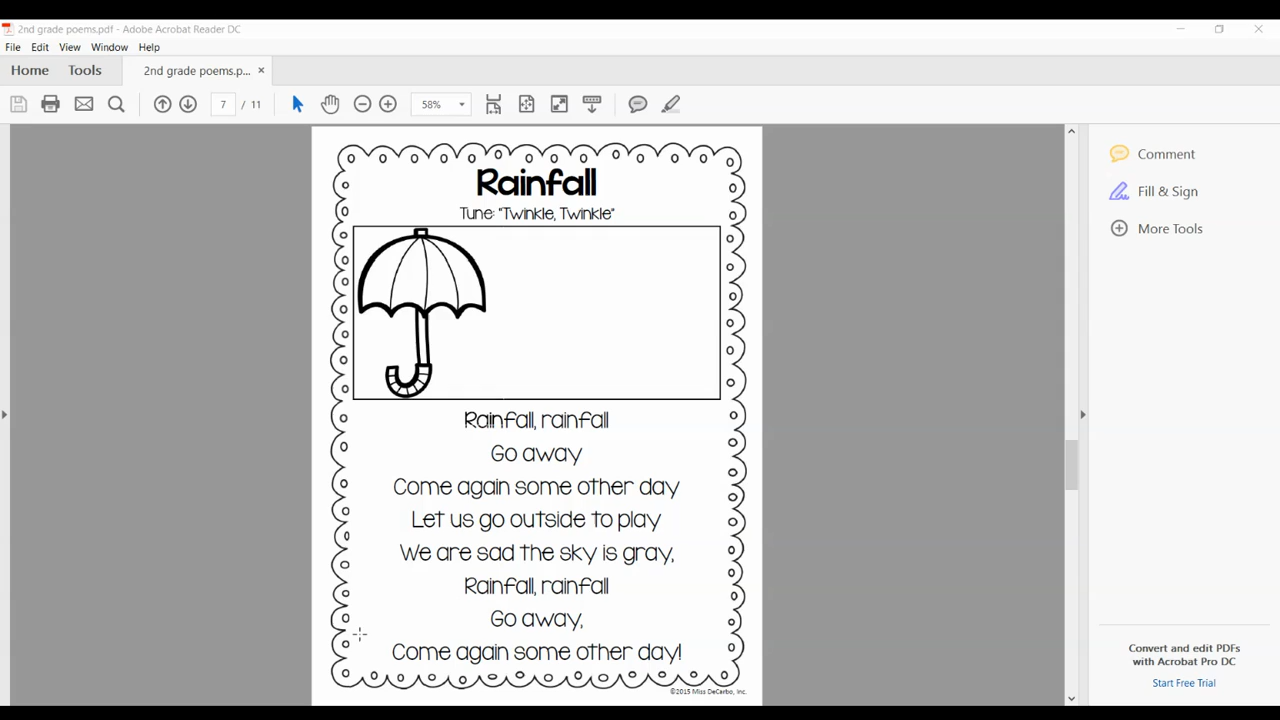 2nd grade poems.pdf - Adobe Acrobat Reader DC
File Edit View Window Help
Home Tools 2nd grade poems.p... ×
7 / 11 58%
Comment
Fill & Sign
More Tools
Rainfall
Tune: "Twinkle, Twinkle"
Rainfall, rainfall
Go away
Come again some other day
Let us go outside to play
We are sad the sky is gray,
Rainfall, rainfall
Go away,
Come again some other day!
©2015 Miss DeCarbo, Inc.
Convert and edit PDFs
with Acrobat Pro DC
Start Free Trial